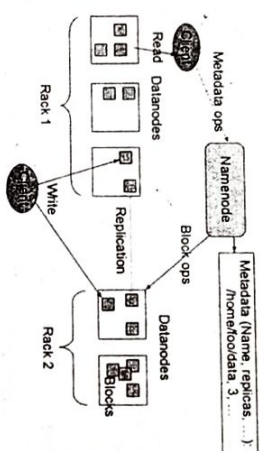 Metadata (Name, replicas, ...):
/home/foo/data, 3, ...
Namenode
Metadata ops
Client
Block ops
Read
Datanodes
Datanodes
Replication
Blocks
Rack 1
Write
Rack 2
Client